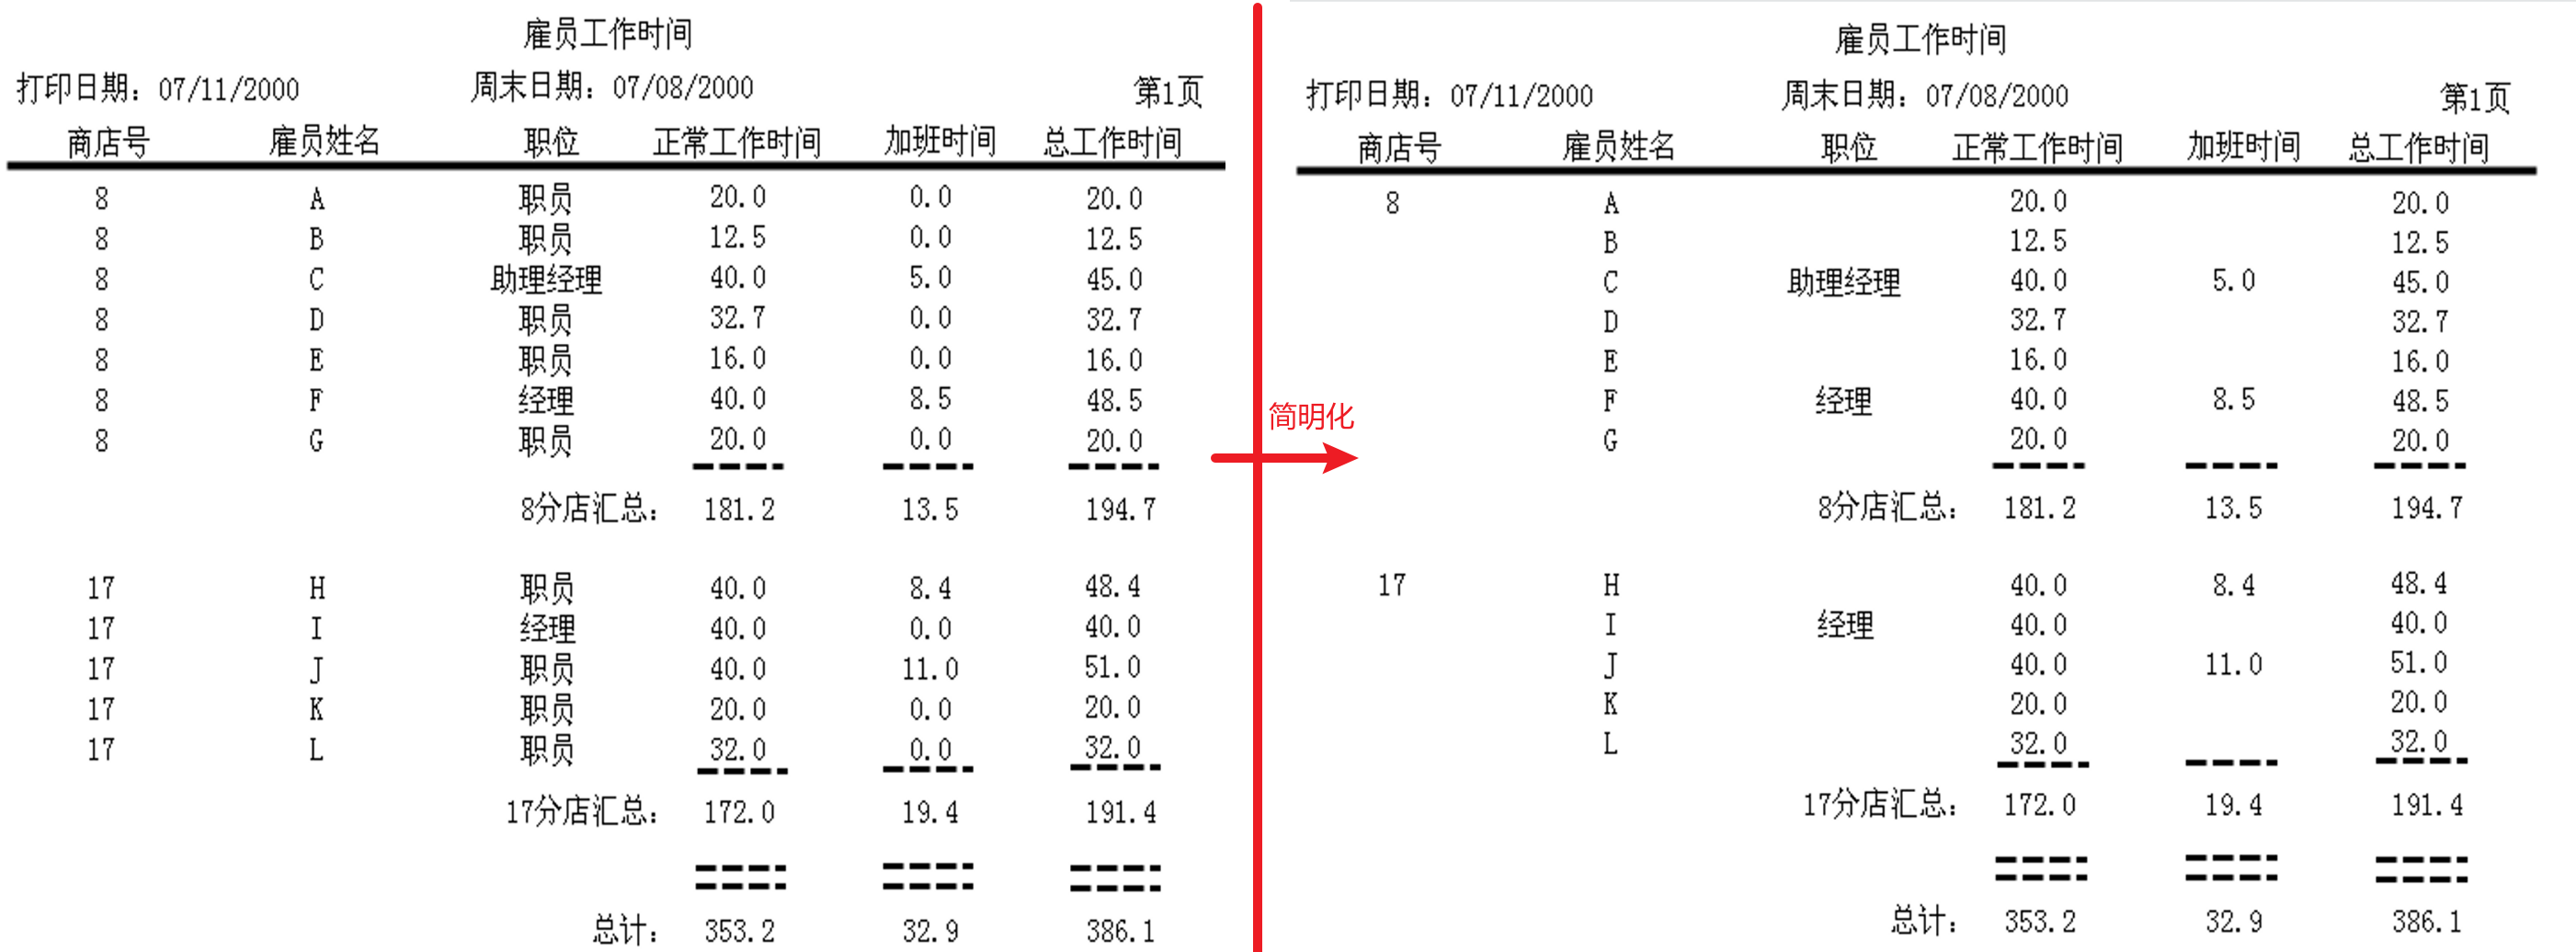 雇员工作时间
打印日期：07/11/2000 周末日期：07/08/2000 第1页
商店号 雇员姓名 职位 正常工作时间 加班时间 总工作时间
8 A 职员 20.0 0.0 20.0
8 B 职员 12.5 0.0 12.5
8 C 助理经理 40.0 5.0 45.0
8 D 职员 32.7 0.0 32.7
8 E 职员 16.0 0.0 16.0
8 F 经理 40.0 8.5 48.5
8 G 职员 20.0 0.0 20.0
8分店汇总： 181.2 13.5 194.7
17 H 职员 40.0 8.4 48.4
17 I 经理 40.0 0.0 40.0
17 J 职员 40.0 11.0 51.0
17 K 职员 20.0 0.0 20.0
17 L 职员 32.0 0.0 32.0
17分店汇总： 172.0 19.4 191.4
总计： 353.2 32.9 386.1
简明化
雇员工作时间
打印日期：07/11/2000 周末日期：07/08/2000 第1页
商店号 雇员姓名 职位 正常工作时间 加班时间 总工作时间
8 A 20.0 20.0
B 12.5 12.5
C 助理经理 40.0 5.0 45.0
D 32.7 32.7
E 16.0 16.0
F 经理 40.0 8.5 48.5
G 20.0 20.0
8分店汇总： 181.2 13.5 194.7
17 H 40.0 8.4 48.4
I 经理 40.0 40.0
J 40.0 11.0 51.0
K 20.0 20.0
L 32.0 32.0
17分店汇总： 172.0 19.4 191.4
总计： 353.2 32.9 386.1